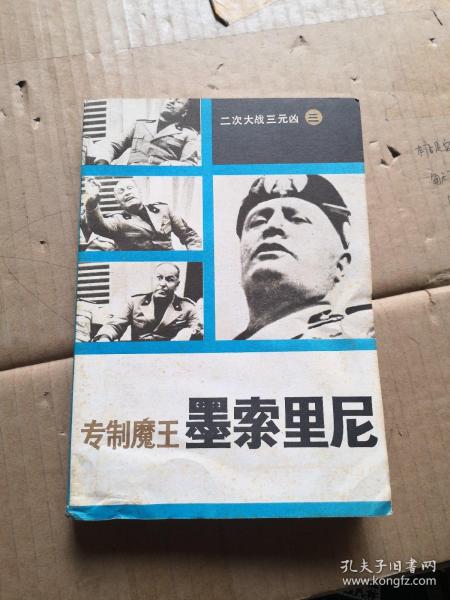 二次大战三元凶 三
专制魔王 墨索里尼
孔夫子旧书网
www.kongfz.com